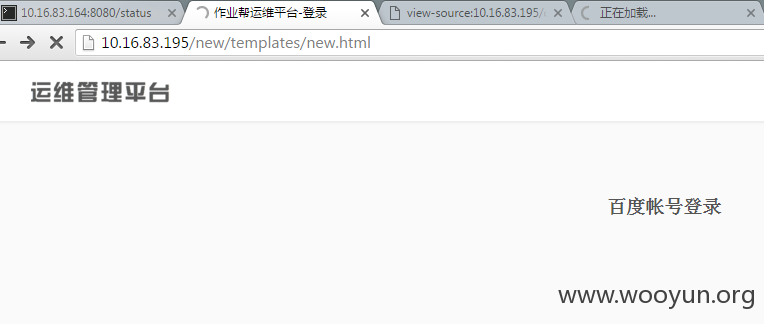 10.16.83.164:8080/status
作业帮运维平台-登录
view-source:10.16.83.195/
正在加载...
10.16.83.195/new/templates/new.html
运维管理平台
百度帐号登录
www.wooyun.org